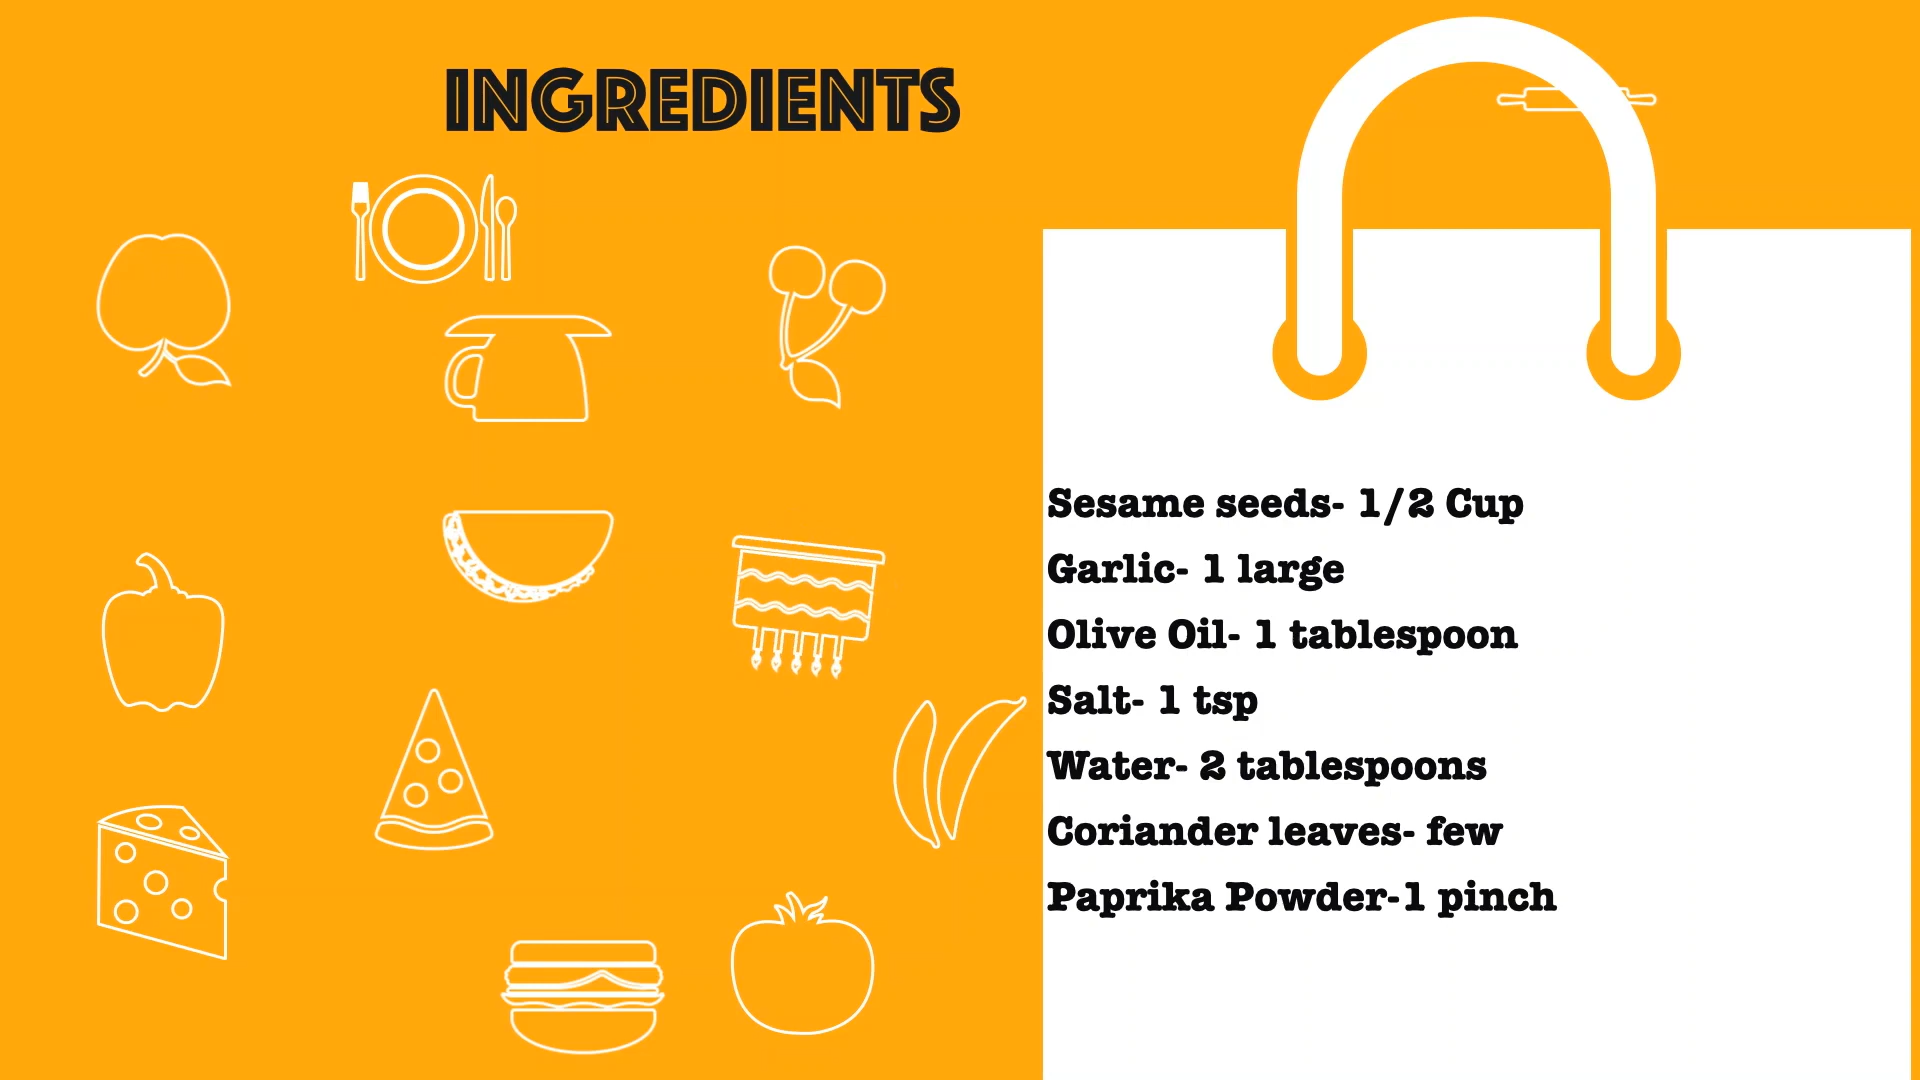 INGREDIENTS
Sesame seeds- 1/2 Cup
Garlic- 1 large
Olive Oil- 1 tablespoon
Salt- 1 tsp
Water- 2 tablespoons
Coriander leaves- few
Paprika Powder-1 pinch